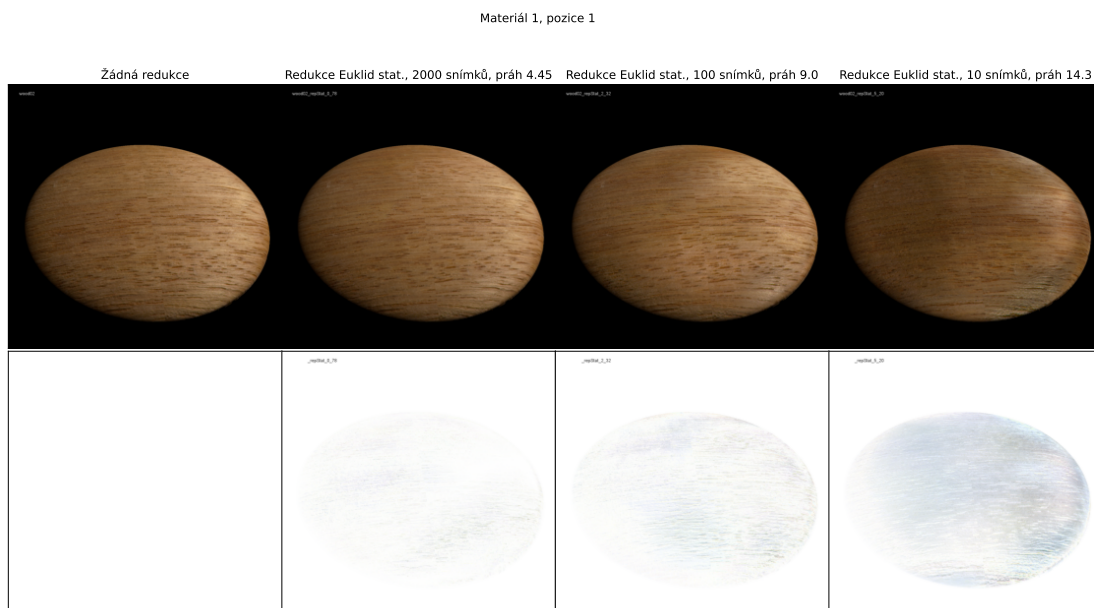 Materiál 1, pozice 1
Žádná redukce
Redukce Euklid stat., 2000 snímků, práh 4.45
Redukce Euklid stat., 100 snímků, práh 9.0
Redukce Euklid stat., 10 snímků, práh 14.3
wood02